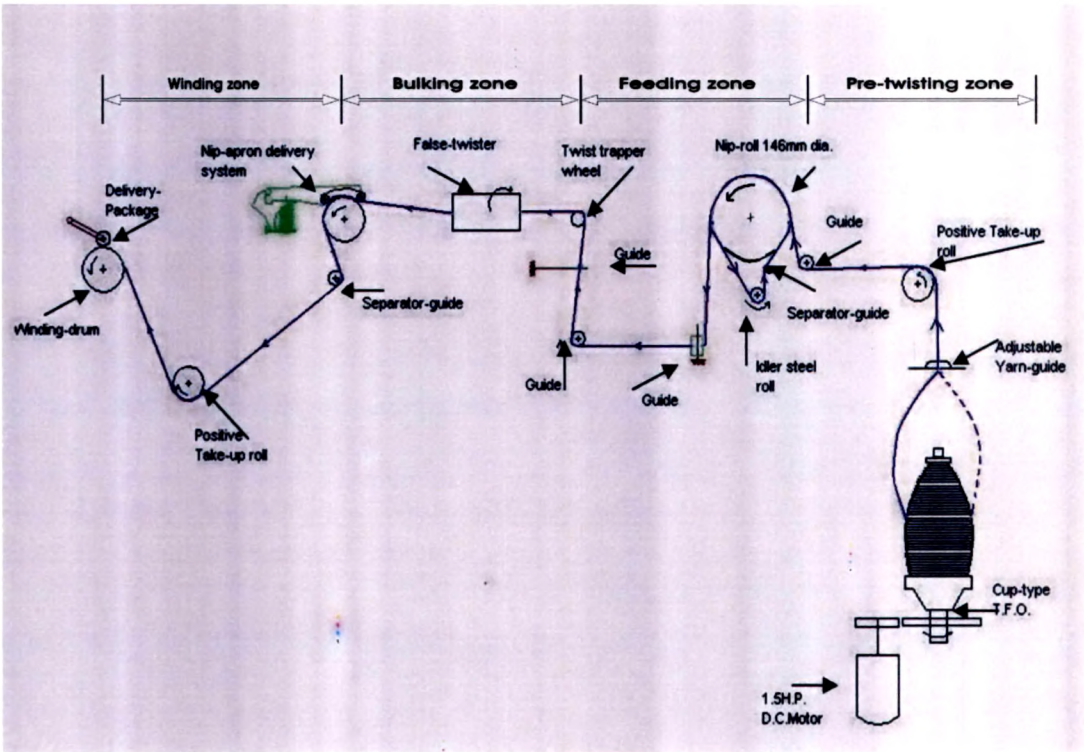 Winding zone
Bulking zone
Feeding zone
Pre-twisting zone
Nip-apron delivery
system
False-twister
Twist trapper
wheel
Nip-roll 146mm dia.
Delivery-
Package
Guide
Positive Take-up
roll
Guide
Separator-guide
Separator-guide
Winding-drum
Idler steel
roll
Adjustable
Yarn-guide
Guide
Guide
Positive
Take-up roll
Cup-type
T.F.O.
1.5H.P.
D.C.Motor